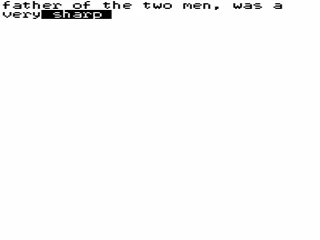 father of the two men, was a
very sharp